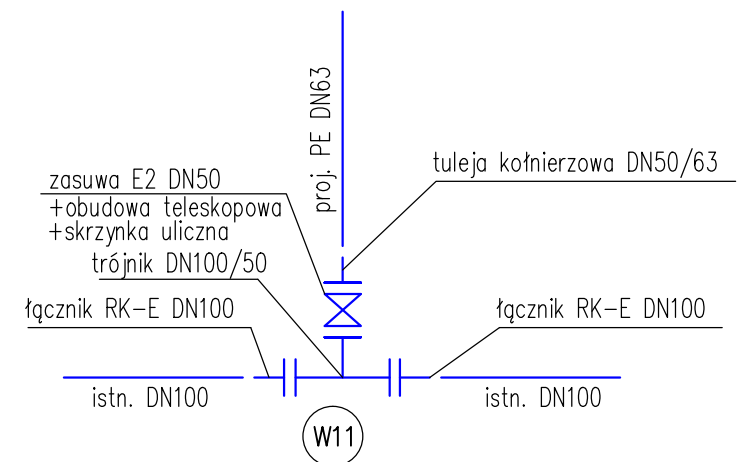 proj. PE DN63
tuleja kołnierzowa DN50/63
zasuwa E2 DN50
+obudowa teleskopowa
+skrzynka uliczna
trójnik DN100/50
łącznik RK-E DN100
łącznik RK-E DN100
istn. DN100
istn. DN100
W11